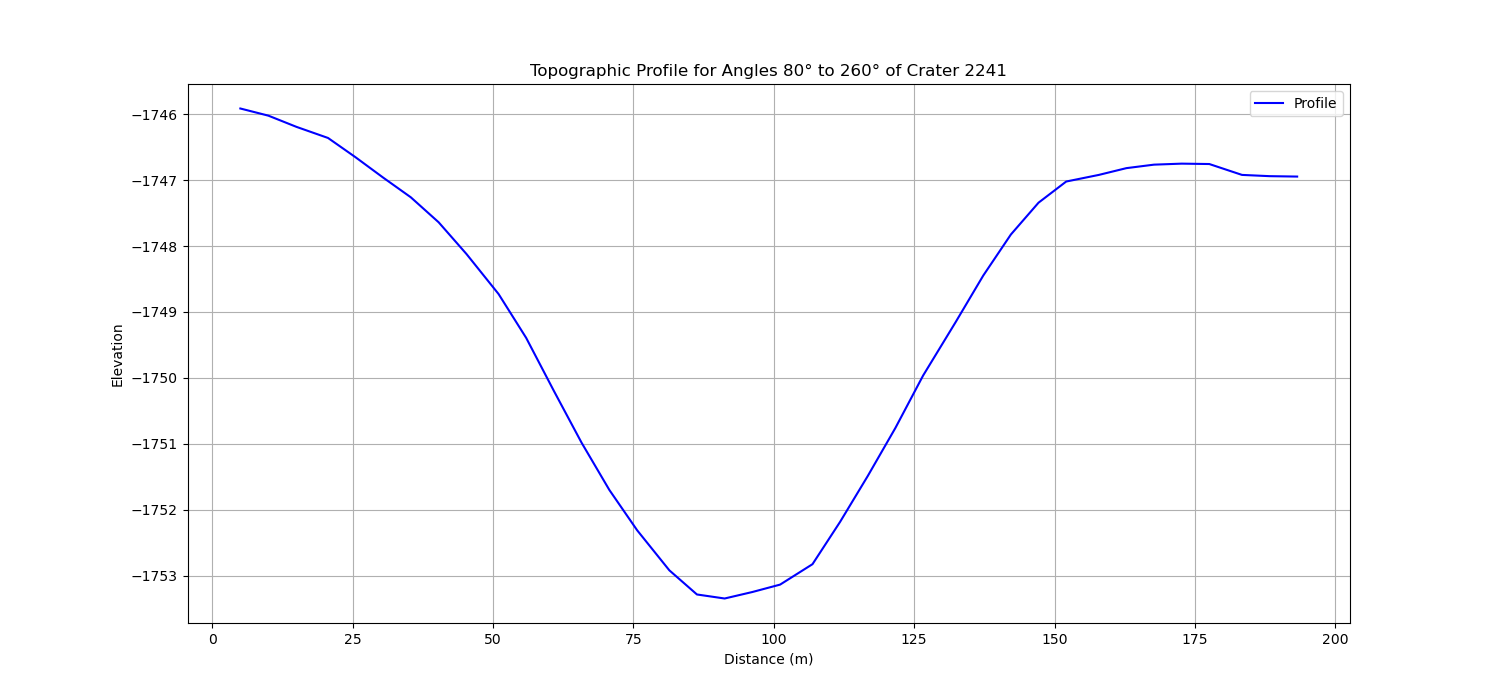 Topographic Profile for Angles 80° to 260° of Crater 2241
Profile
−1746
−1747
−1748
−1749
−1750
−1751
−1752
−1753
Elevation
0 25 50 75 100 125 150 175 200
Distance (m)